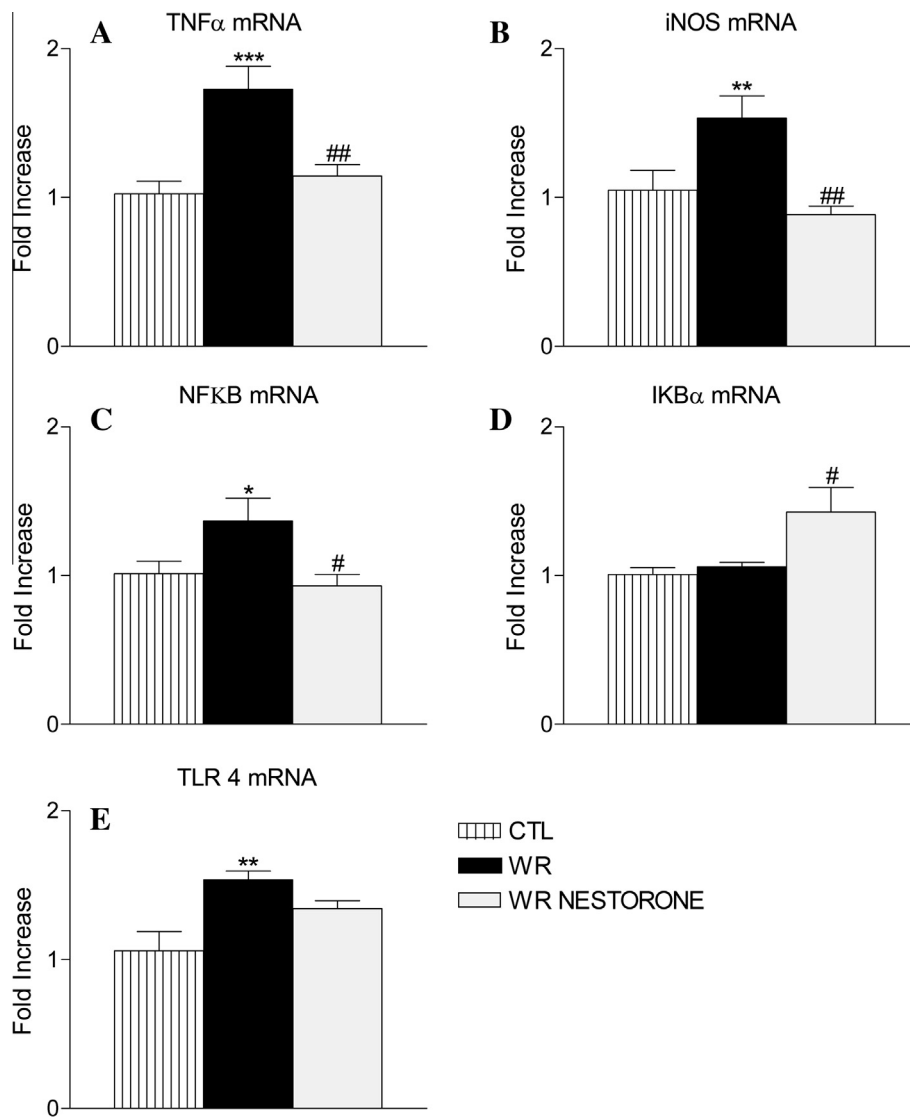 A
TNFα mRNA
Fold Increase
2
1
0
***
##
B
iNOS mRNA
Fold Increase
2
1
0
**
##
C
NFKB mRNA
Fold Increase
2
1
0
*
#
D
IKBα mRNA
Fold Increase
2
1
0
#
E
TLR 4 mRNA
Fold Increase
2
1
0
**
CTL
WR
WR NESTORONE